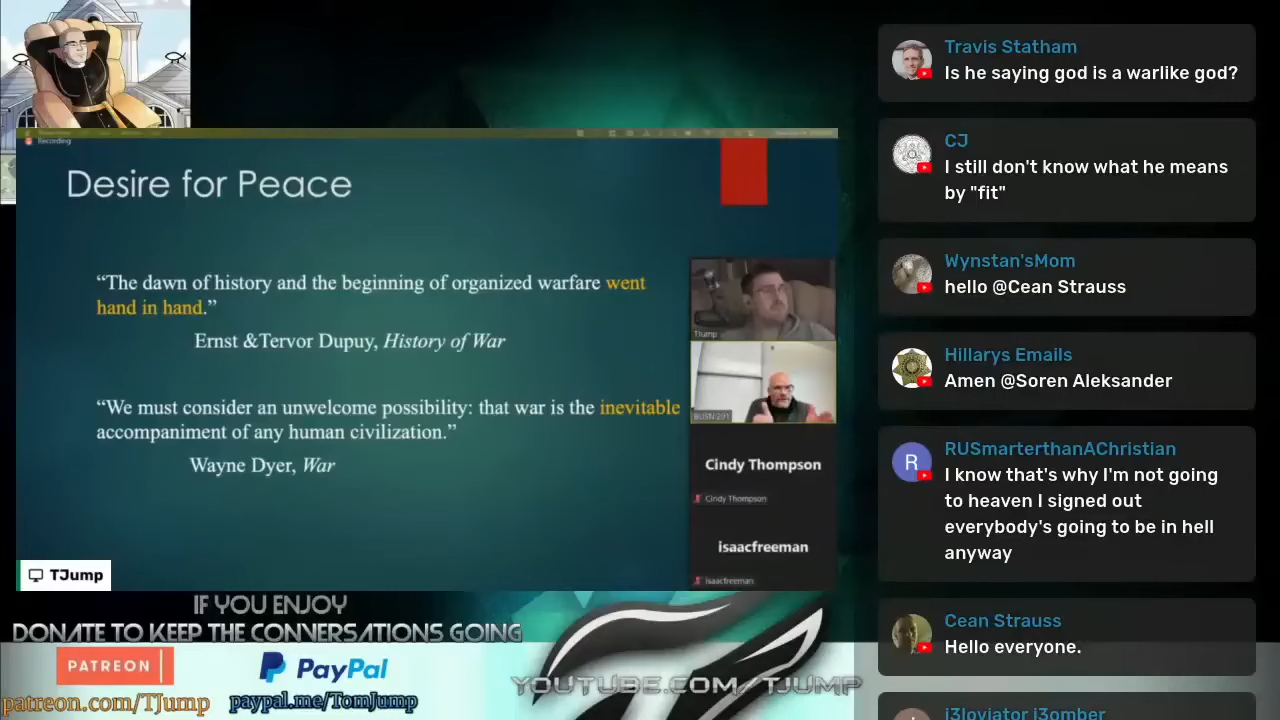 Recording
Desire for Peace
“The dawn of history and the beginning of organized warfare went
hand in hand.”
Ernst &Tervor Dupuy, History of War
“We must consider an unwelcome possibility: that war is the inevitable
accompaniment of any human civilization.”
Wayne Dyer, War
TJump
BUSN 201
Cindy Thompson
Cindy Thompson
isaacfreeman
isaacfreeman
TJump
IF YOU ENJOY
DONATE TO KEEP THE CONVERSATIONS GOING
PATREON
patreon.com/TJump
PayPal
paypal.me/TomJump
YOUTUBE.COM/TJUMP
Travis Statham
Is he saying god is a warlike god?
CJ
I still don't know what he means
by "fit"
Wynstan'sMom
hello @Cean Strauss
Hillarys Emails
Amen @Soren Aleksander
R
RUSmarterthanAChristian
I know that's why I'm not going
to heaven I signed out
everybody's going to be in hell
anyway
Cean Strauss
Hello everyone.
i3loviator i3omber